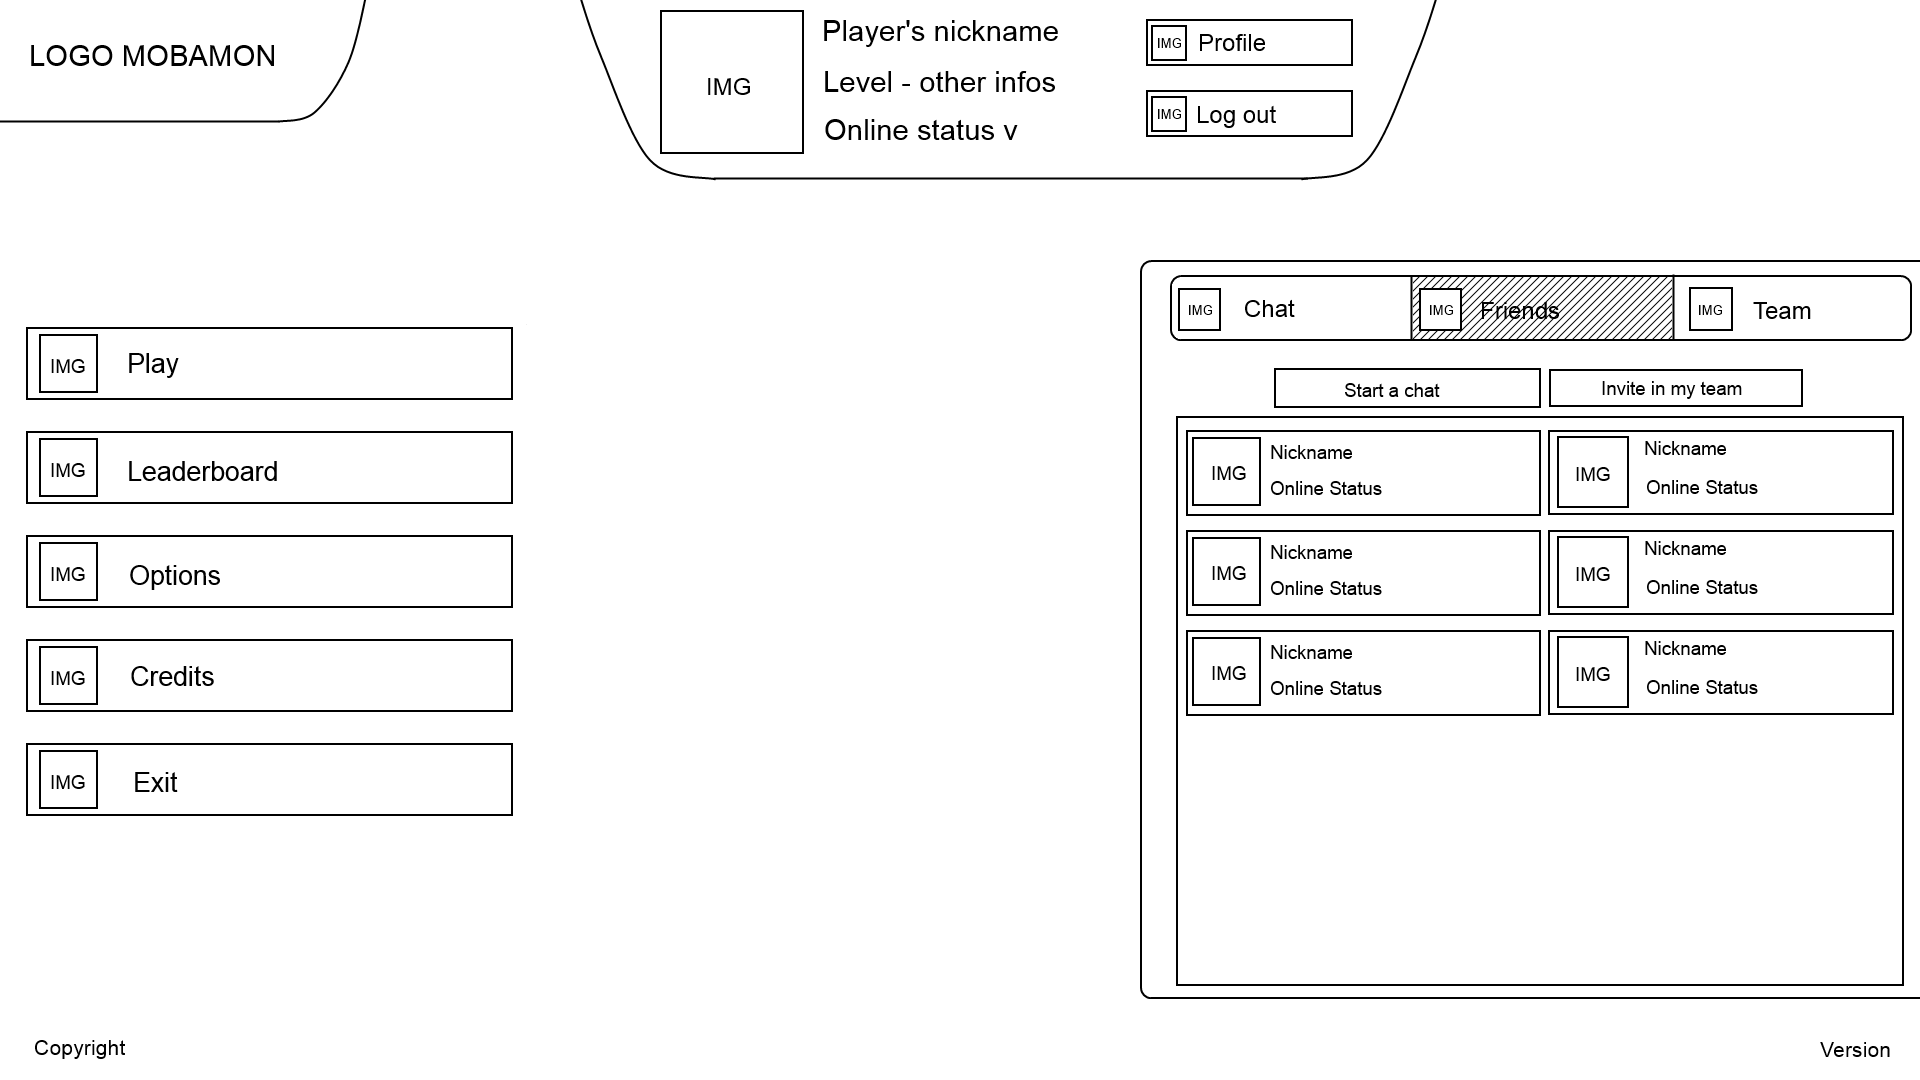 LOGO MOBAMON
IMG
Player's nickname
Level - other infos
Online status v
IMG Profile
IMG Log out
IMG Play
IMG Leaderboard
IMG Options
IMG Credits
IMG Exit
IMG Chat
IMG Friends
IMG Team
Start a chat
Invite in my team
IMG
Nickname
Online Status
IMG
Nickname
Online Status
IMG
Nickname
Online Status
IMG
Nickname
Online Status
IMG
Nickname
Online Status
IMG
Nickname
Online Status
Copyright
Version